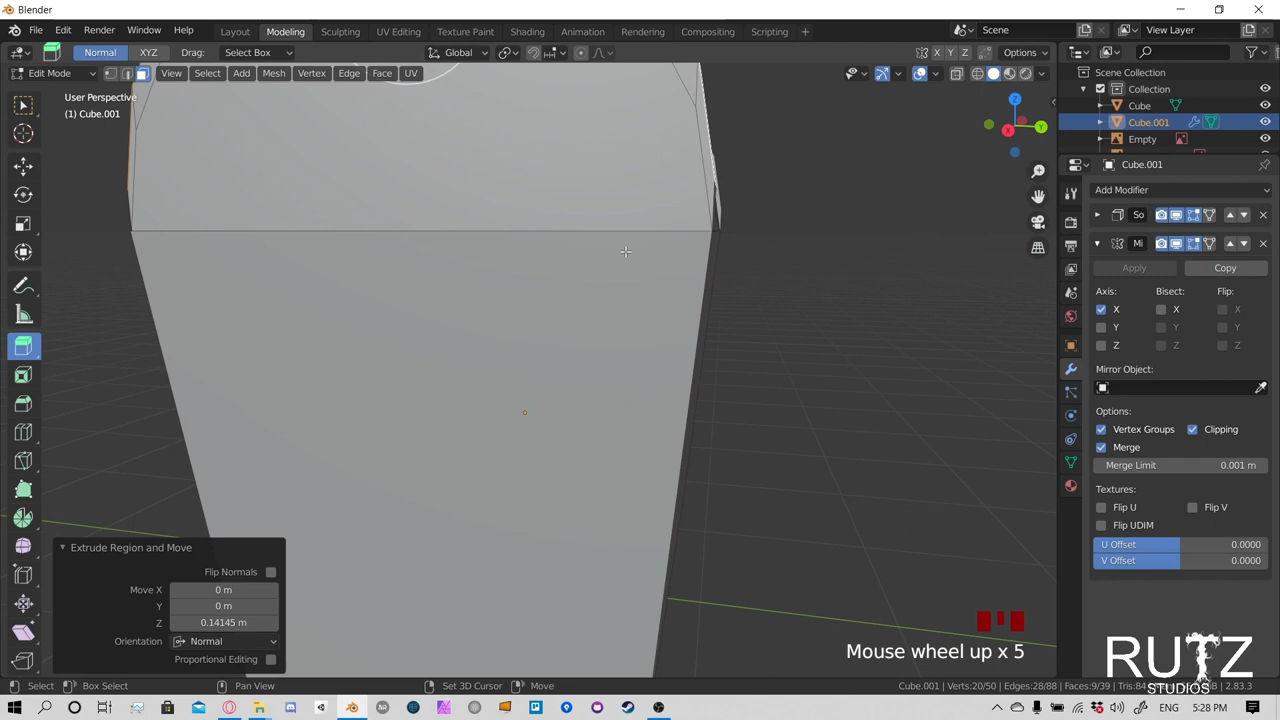 Blender
File Edit Render Window Help Layout Modeling Sculpting UV Editing Texture Paint Shading Animation Rendering Compositing Scripting + Scene View Layer
Normal XYZ Drag: Select Box Global X Y Z Options
Edit Mode View Select Add Mesh Vertex Edge Face UV
Scene Collection
Collection
Cube
Cube.001
Empty
User Perspective
(1) Cube.001
Z
X
Y
Cube.001
Add Modifier
So
Mi
Apply Copy
Axis: Bisect: Flip:
X X X
Y Y Y
Z Z Z
Mirror Object:
Options:
Vertex Groups Clipping
Merge
Merge Limit 0.001 m
Textures:
Flip U Flip V
Flip UDIM
U Offset 0.0000
V Offset 0.0000
Extrude Region and Move
Flip Normals
Move X 0 m
Y 0 m
Z 0.14145 m
Orientation Normal
Proportional Editing
Mouse wheel up x 5
RUTZ
STUDIOS
Select Box Select Pan View Set 3D Cursor Move Cube.001 | Verts:20/50 | Edges:28/88 | Faces:9/39 | Tris:84 2.83.3
5:28 PM